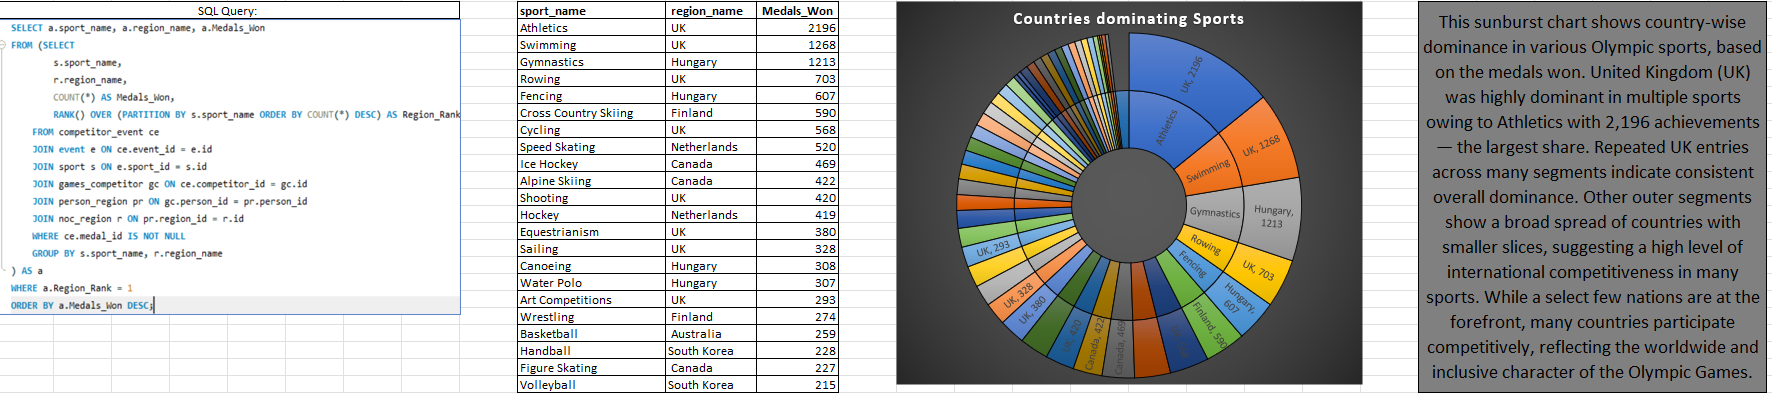 SQL Query:
SELECT a.sport_name, a.region_name, a.Medals_Won
FROM (SELECT
s.sport_name,
r.region_name,
COUNT(*) AS Medals_Won,
RANK() OVER (PARTITION BY s.sport_name ORDER BY COUNT(*) DESC) AS Region_Rank
FROM competitor_event ce
JOIN event e ON ce.event_id = e.id
JOIN sport s ON e.sport_id = s.id
JOIN games_competitor gc ON ce.competitor_id = gc.id
JOIN person_region pr ON gc.person_id = pr.person_id
JOIN noc_region r ON pr.region_id = r.id
WHERE ce.medal_id IS NOT NULL
GROUP BY s.sport_name, r.region_name
) AS a
WHERE a.Region_Rank = 1
ORDER BY a.Medals_Won DESC;
sport_name region_name Medals_Won
Athletics UK 2196
Swimming UK 1268
Gymnastics Hungary 1213
Rowing UK 703
Fencing Hungary 607
Cross Country Skiing Finland 590
Cycling UK 568
Speed Skating Netherlands 520
Ice Hockey Canada 469
Alpine Skiing Canada 422
Shooting UK 420
Hockey Netherlands 419
Equestrianism UK 380
Sailing UK 328
Canoeing Hungary 308
Water Polo Hungary 307
Art Competitions UK 293
Wrestling Finland 274
Basketball Australia 259
Handball South Korea 228
Figure Skating Canada 227
Volleyball South Korea 215
Countries dominating Sports
UK, 2196
Athletics
UK, 1268
Swimming
Hungary,
1213
Gymnastics
UK, 703
Rowing
Hungary,
607
Fencing
Finland, 590
Canada, 469
Canada, 422
UK, 420
UK, 380
UK, 328
UK, 293
This sunburst chart shows country-wise
dominance in various Olympic sports, based
on the medals won. United Kingdom (UK)
was highly dominant in multiple sports
owing to Athletics with 2,196 achievements
— the largest share. Repeated UK entries
across many segments indicate consistent
overall dominance. Other outer segments
show a broad spread of countries with
smaller slices, suggesting a high level of
international competitiveness in many
sports. While a select few nations are at the
forefront, many countries participate
competitively, reflecting the worldwide and
inclusive character of the Olympic Games.